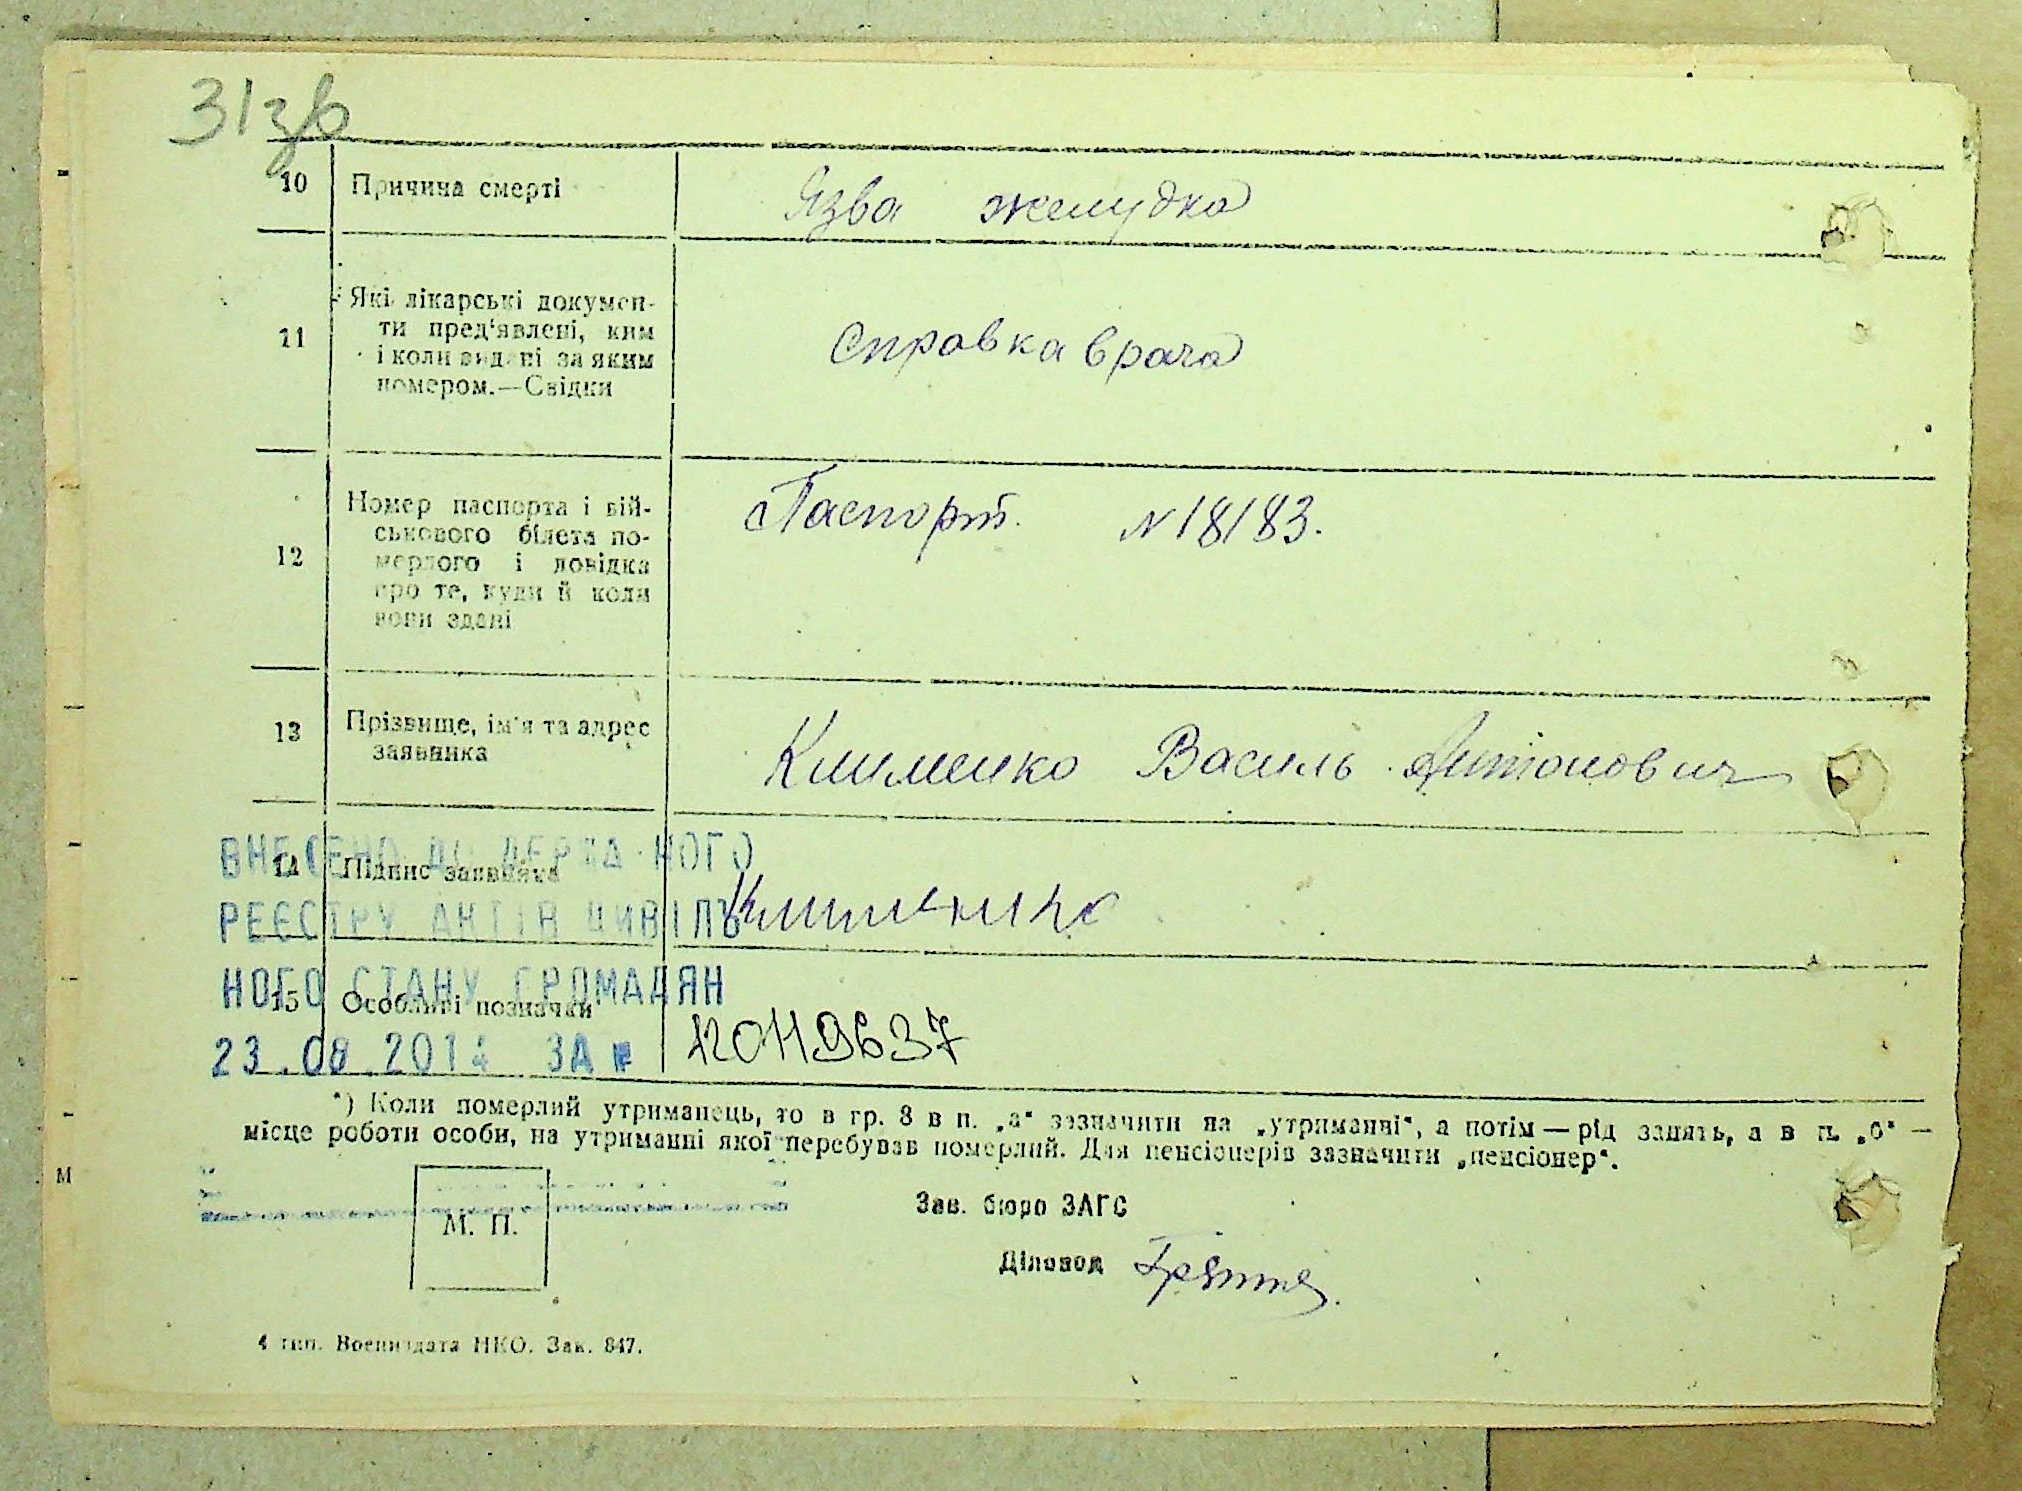 31зв
10 Причина смерті Язва желудка
11 Які лікарські докумен-
ти пред'явлені, ким
і коли видані за яким
номером.—Свідки
Справка врача
12 Номер паспорта і вій-
ськового білета по-
мерлого і довідка
про те, куди й коли
вони здані
Паспорт. N 18183.
13 Прізвище, ім'я та адрес
заявника
Клименко Василь Антонович
14 Підпис заявника Клименко
15 Особливі позначки
ВНЕСЕНО ДО ДЕРЖАВНОГО
РЕЄСТРУ АКТІВ ЦИВІЛЬ
НОГО СТАНУ ГРОМАДЯН
23.08.2014 ЗА №
120119637
*) Коли померлий утриманець, то в гр. 8 в п. „а“ зазначити на „утриманні“, а потім — рід занять, а в п. „б“ —
місце роботи особи, на утриманні якої перебував померлий. Для пенсіонерів зазначити „пенсіонер“.
М
М. П.
Зав. бюро ЗАГС
Діловод
4 тип. Воениздата НКО. Зак. 847.